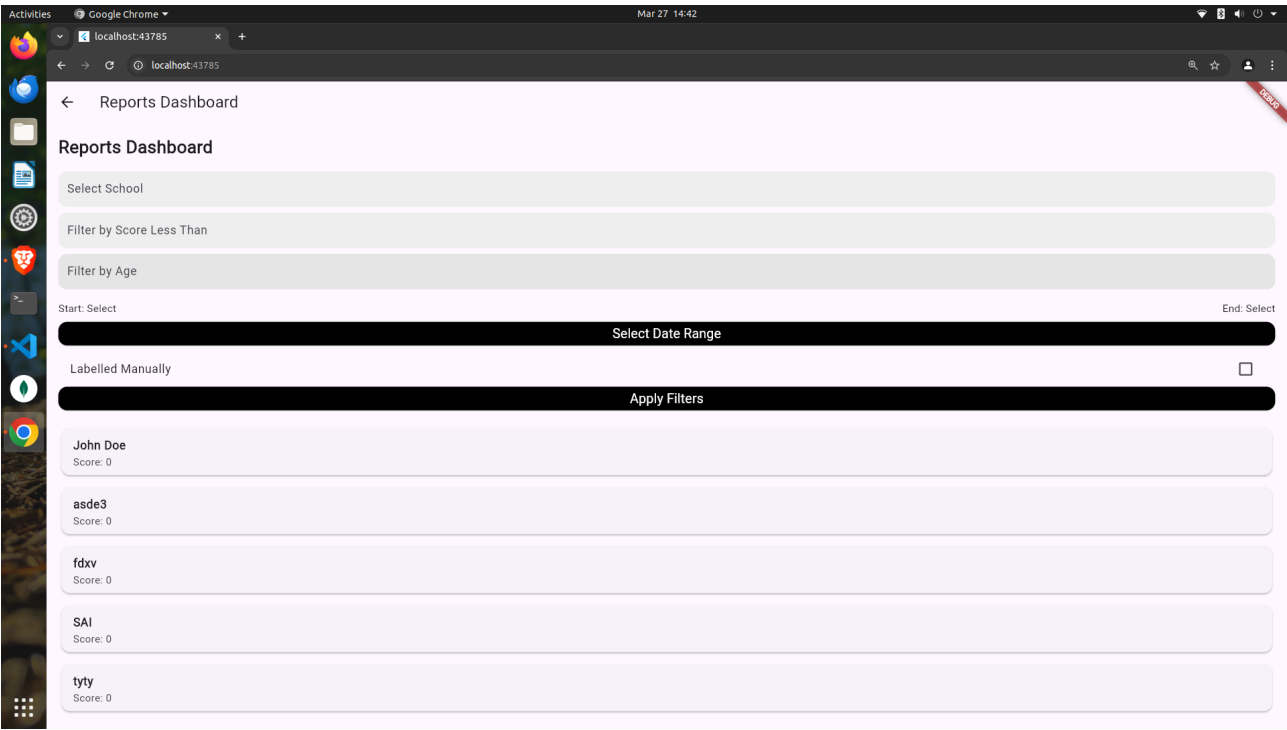 Activities Google Chrome Mar 27 14:42
localhost:43785
localhost:43785
Reports Dashboard
DEBUG
Reports Dashboard
Select School
Filter by Score Less Than
Filter by Age
Start: Select End: Select
Select Date Range
Labelled Manually
Apply Filters
John Doe
Score: 0
asde3
Score: 0
fdxv
Score: 0
SAI
Score: 0
tyty
Score: 0